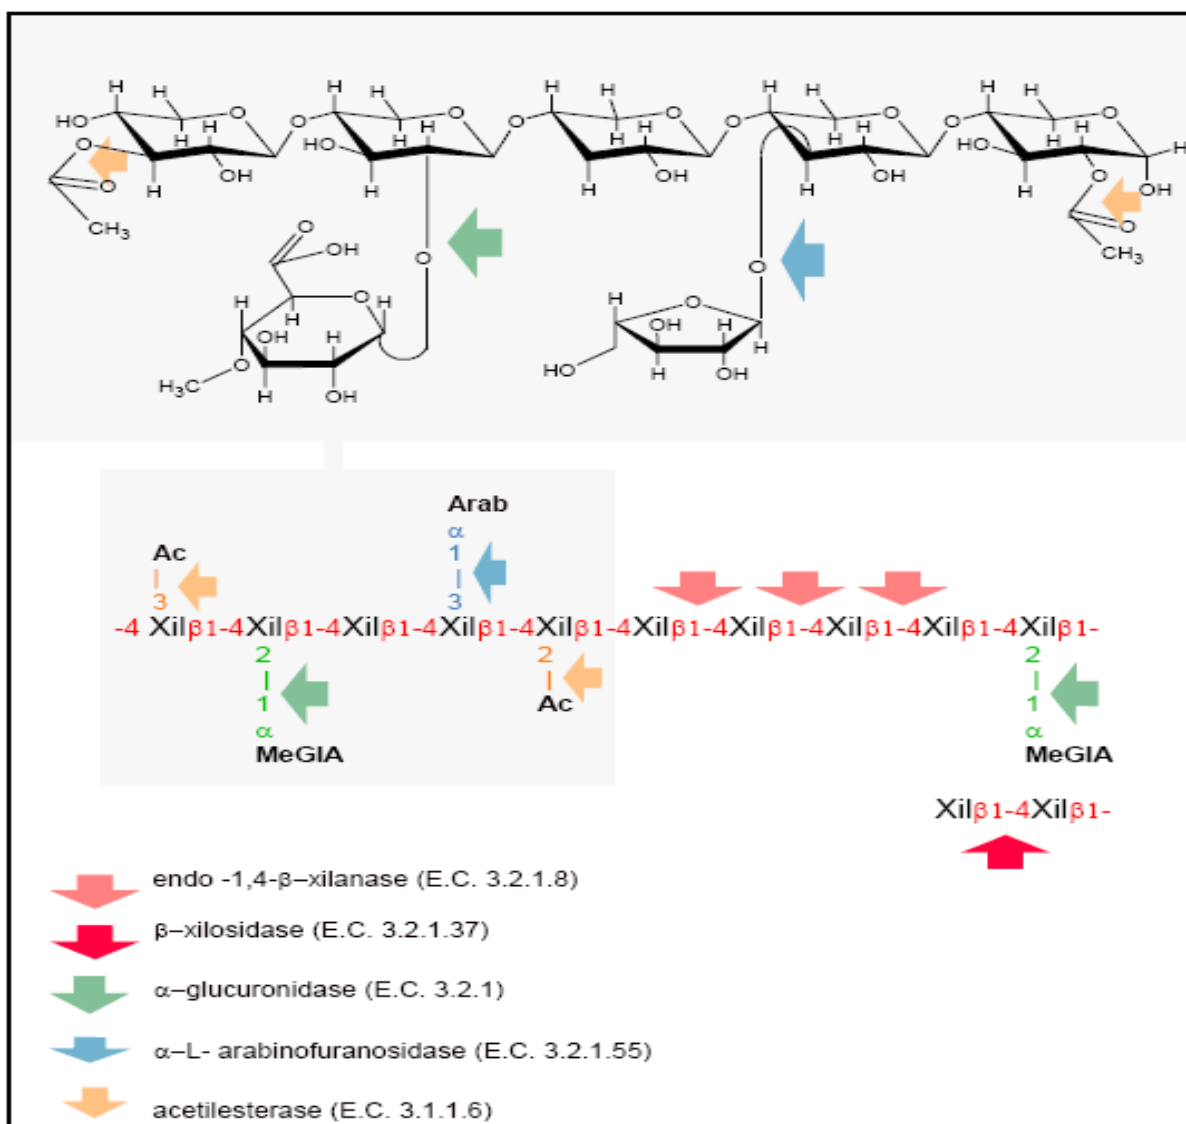 H H H H H H H H H H
HO O O O O O O O O O
O HO HO H
H OH H H OH H OH H O OH
O O
CH3 CH3
O OH O O
H O H H O
OH H OH H H
H3C O H OH HO H OH
Arab
α
Ac 1
3 3
-4 Xilβ1-4Xilβ1-4Xilβ1-4Xilβ1-4Xilβ1-4Xilβ1-4Xilβ1-4Xilβ1-4Xilβ1-4Xilβ1-
2 2 2
1 Ac 1
α α
MeGlA MeGlA
Xilβ1-4Xilβ1-
endo -1,4-β–xilanase (E.C. 3.2.1.8)
β–xilosidase (E.C. 3.2.1.37)
α–glucuronidase (E.C. 3.2.1)
α–L- arabinofuranosidase (E.C. 3.2.1.55)
acetilesterase (E.C. 3.1.1.6)